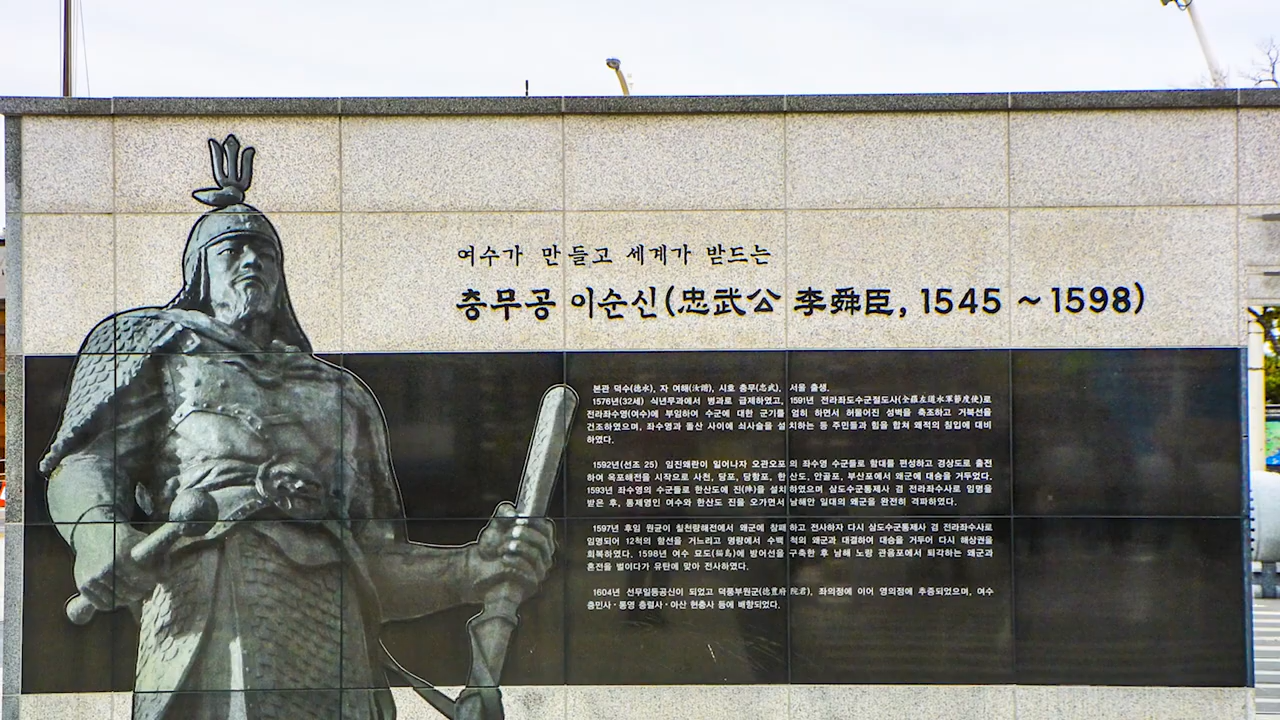 여수가 만들고 세계가 받드는
충무공 이순신(忠武公 李舜臣, 1545 ~ 1598)
본관 덕수(德水), 자 여해(汝諧), 시호 충무(忠武), 서울 출생.
1576년(32세) 식년무과에서 병과로 급제하였고, 1591년 전라좌도수군절도사(全羅左道水軍節度使)로
전라좌수영(여수)에 부임하여 수군에 대한 군기를 엄히 하면서 허물어진 성벽을 축조하고 거북선을
건조하였으며, 좌수영과 돌산 사이에 쇠사슬을 설치하는 등 주민들과 힘을 합쳐 왜적의 침입에 대비
하였다.
1592년(선조 25) 임진왜란이 일어나자 오관오포의 좌수영 수군들로 함대를 편성하고 경상도로 출전
하여 옥포해전을 시작으로 사천, 당포, 당항포, 한산도, 안골포, 부산포에서 왜군에 대승을 거두었다.
1593년 좌수영의 수군들로 한산도에 진(陣)을 설치하였으며 삼도수군통제사 겸 전라좌수사로 임명을
받은 후, 통제영인 여수와 한산도 진을 오가면서 남해안 일대의 왜군을 완전히 격파하였다.
1597년 후임 원균이 칠천량해전에서 왜군에 참패하고 전사하자 다시 삼도수군통제사 겸 전라좌수사로
임명되어 12척의 함선을 거느리고 명량에서 수백 척의 왜군과 대결하여 대승을 거두어 다시 해상권을
회복하였다. 1598년 여수 묘도(猫島)에 방어선을 구축한 후 남해 노량 관음포에서 퇴각하는 왜군과
혼전을 벌이다가 유탄에 맞아 전사하였다.
1604년 선무일등공신이 되었고 덕풍부원군(德豊府院君), 좌의정에 이어 영의정에 추증되었으며, 여수
충민사 · 통영 충렬사 · 아산 현충사 등에 배향되었다.